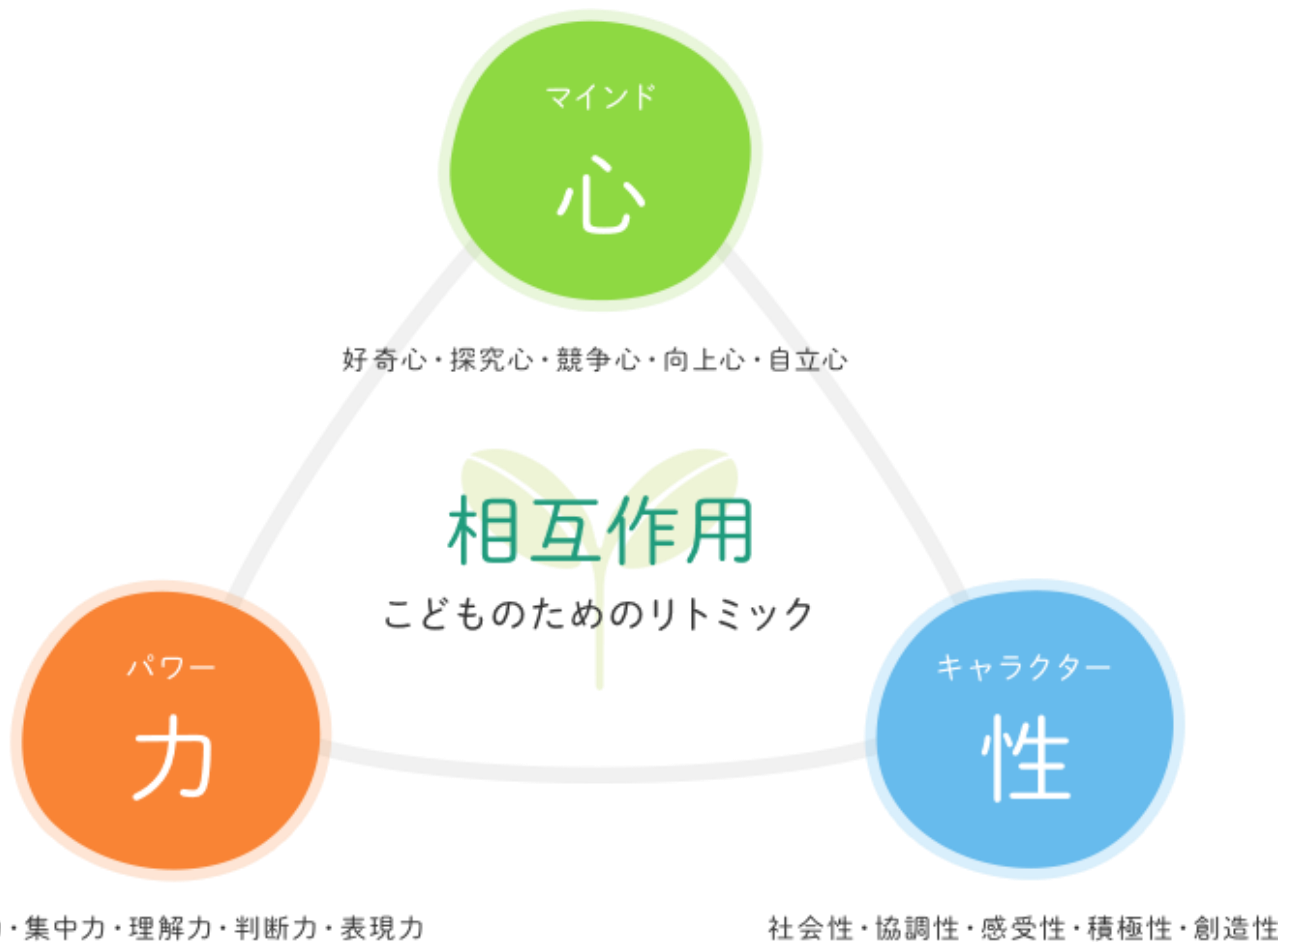 マインド
心
好奇心・探究心・競争心・向上心・自立心
相互作用
こどものためのリトミック
パワー
力
キャラクター
性
・集中力・理解力・判断力・表現力
社会性・協調性・感受性・積極性・創造性